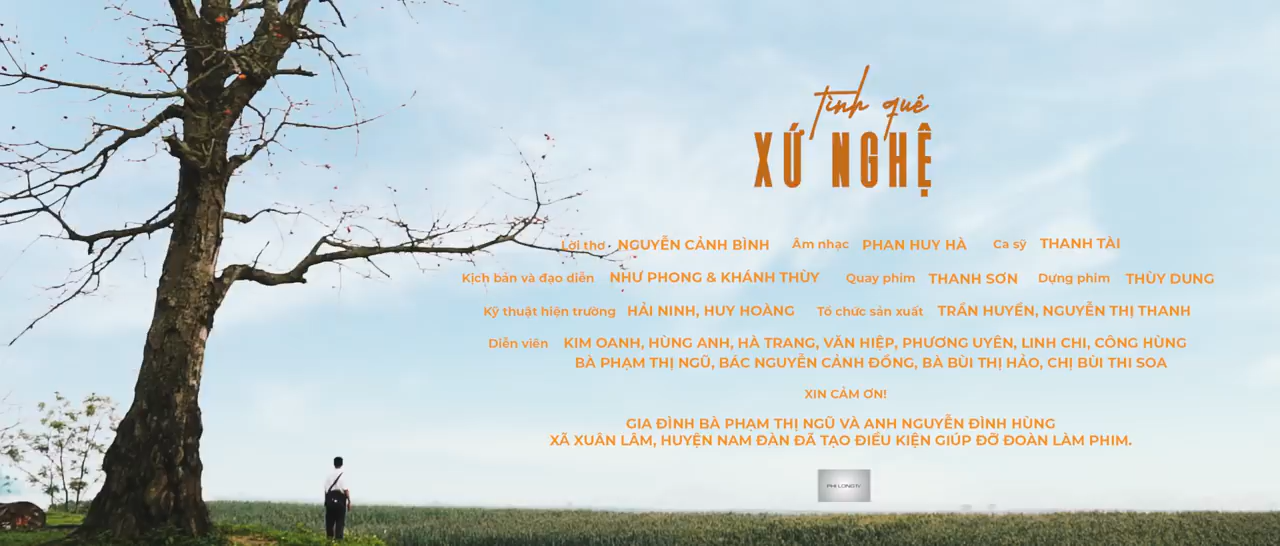 tình quê
XỨ NGHỆ
Lời thơ NGUYỄN CẢNH BÌNH Âm nhạc PHAN HUY HÀ Ca sỹ THANH TÀI
Kịch bản và đạo diễn NHƯ PHONG & KHÁNH THÙY Quay phim THANH SƠN Dựng phim THÙY DUNG
Kỹ thuật hiện trường HẢI NINH, HUY HOÀNG Tổ chức sản xuất TRẦN HUYỀN, NGUYỄN THỊ THANH
Diễn viên KIM OANH, HÙNG ANH, HÀ TRANG, VĂN HIỆP, PHƯƠNG UYÊN, LINH CHI, CÔNG HÙNG
BÀ PHẠM THỊ NGŨ, BÁC NGUYỄN CẢNH ĐỒNG, BÀ BÙI THỊ HẢO, CHỊ BÙI THI SOA
XIN CẢM ƠN!
GIA ĐÌNH BÀ PHẠM THỊ NGŨ VÀ ANH NGUYỄN ĐÌNH HÙNG
XÃ XUÂN LÂM, HUYỆN NAM ĐÀN ĐÃ TẠO ĐIỀU KIỆN GIÚP ĐỠ ĐOÀN LÀM PHIM.
PHI LONGTV